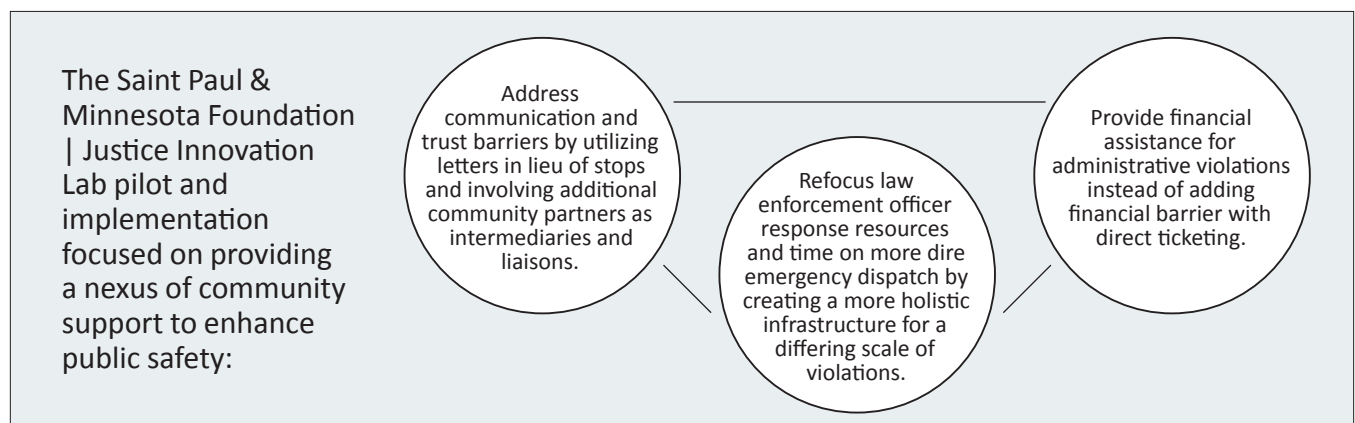 The Saint Paul &
Minnesota Foundation
| Justice Innovation
Lab pilot and
implementation
focused on providing
a nexus of community
support to enhance
public safety:
Address
communication and
trust barriers by utilizing
letters in lieu of stops
and involving additional
community partners as
intermediaries and
liaisons.
Refocus law
enforcement officer
response resources
and time on more dire
emergency dispatch by
creating a more holistic
infrastructure for a
differing scale of
violations.
Provide financial
assistance for
administrative violations
instead of adding
financial barrier with
direct ticketing.